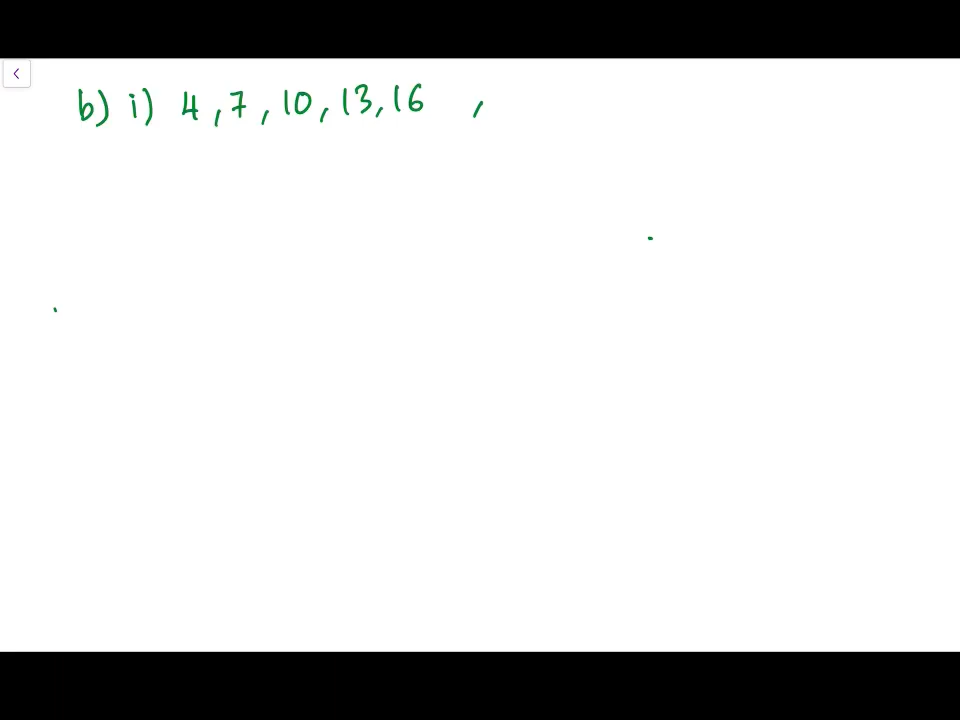 b) i) 4 , 7 , 10 , 13 , 16 ,